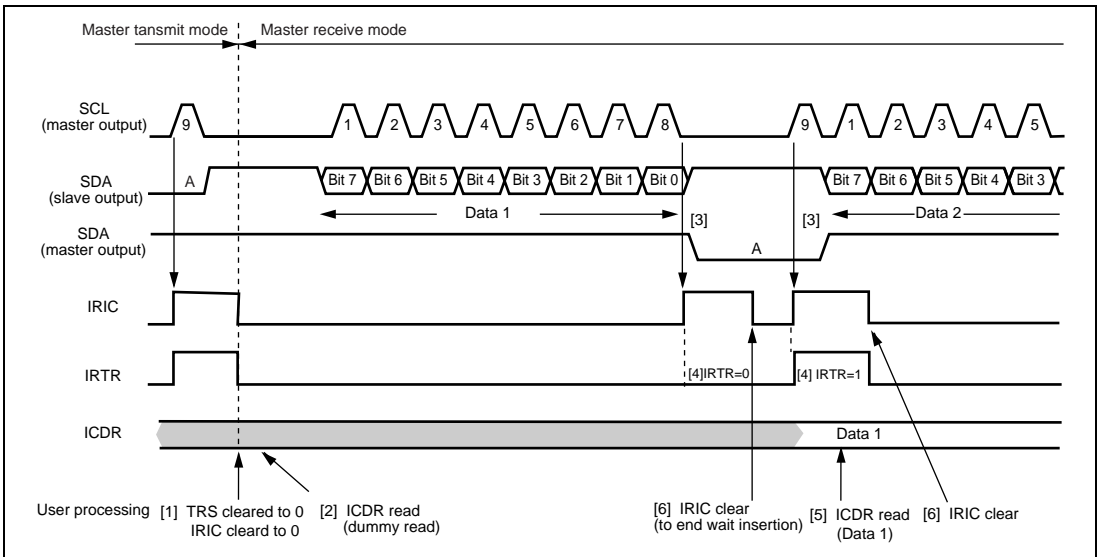 Master tansmit mode
Master receive mode
SCL
(master output)
9
1
2
3
4
5
6
7
8
9
1
2
3
4
5
SDA
(slave output)
A
Bit 7
Bit 6
Bit 5
Bit 4
Bit 3
Bit 2
Bit 1
Bit 0
Bit 7
Bit 6
Bit 5
Bit 4
Bit 3
Data 1
[3]
[3]
Data 2
SDA
(master output)
A
IRIC
IRTR
[4]IRTR=0
[4] IRTR=1
ICDR
Data 1
User processing
[1] TRS cleared to 0
IRIC cleard to 0
[2] ICDR read
(dummy read)
[6] IRIC clear
(to end wait insertion)
[5] ICDR read
(Data 1)
[6] IRIC clear